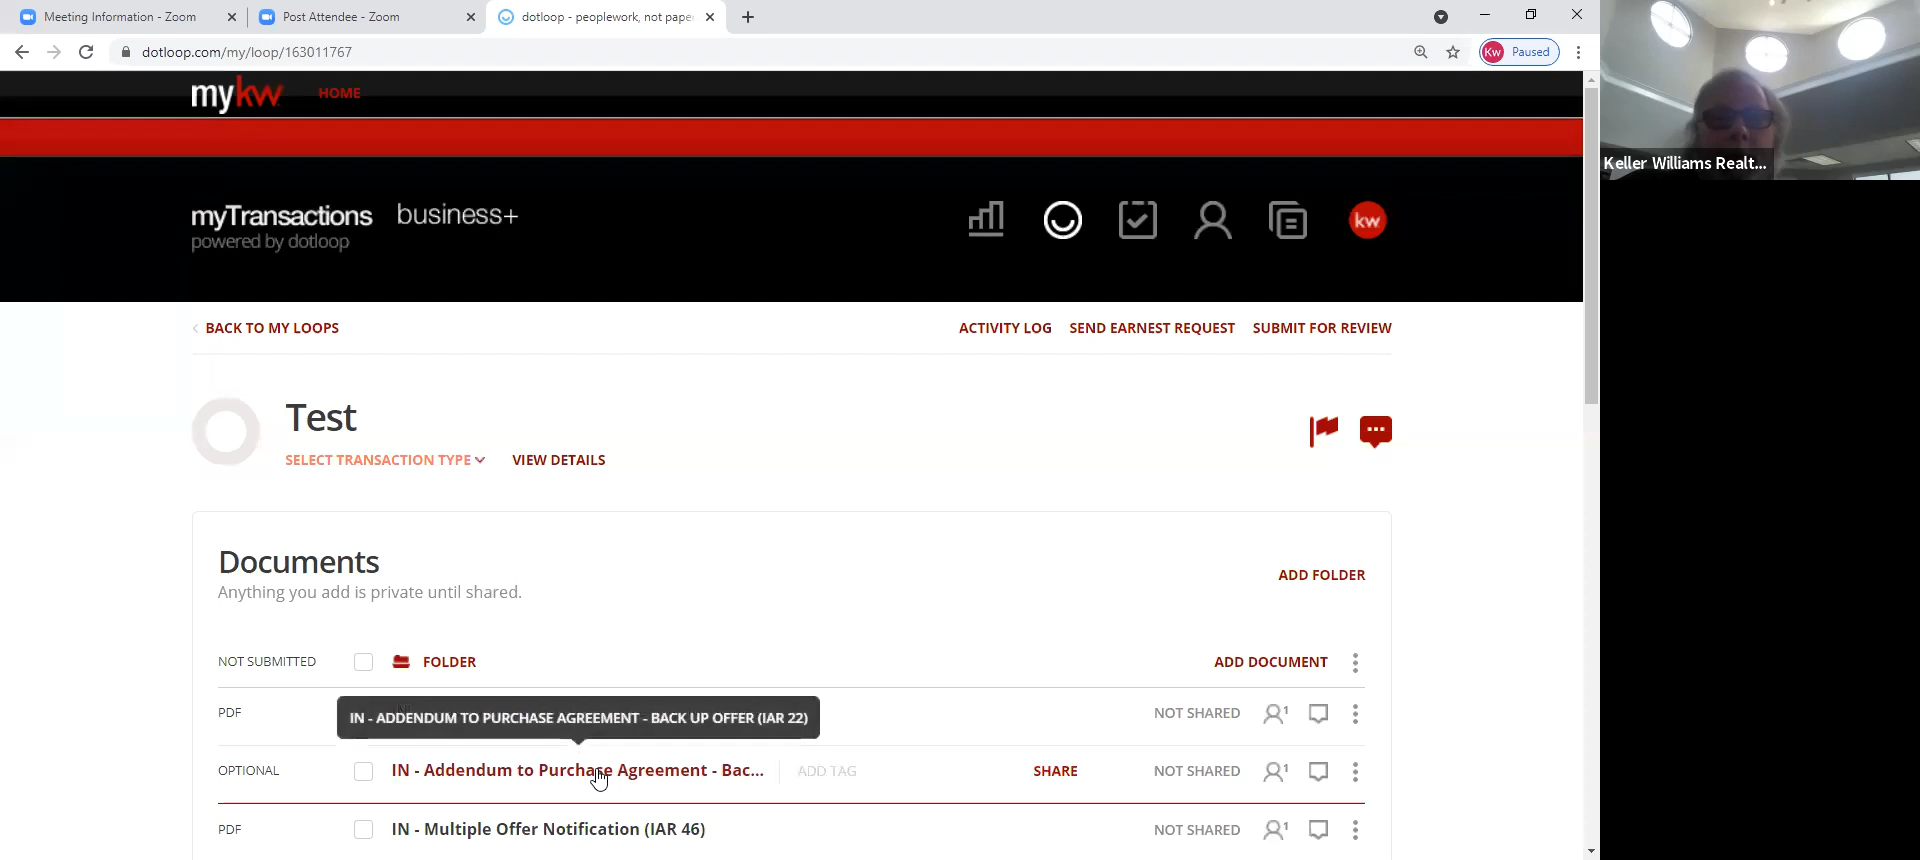 Meeting Information - Zoom
Post Attendee - Zoom
dotloop - peoplework, not pape
dotloop.com/my/loop/163011767
Kw Paused
mykw HOME
Keller Williams Realt...
myTransactions business+
powered by dotloop
kw
BACK TO MY LOOPS
ACTIVITY LOG SEND EARNEST REQUEST SUBMIT FOR REVIEW
Test
SELECT TRANSACTION TYPE VIEW DETAILS
Documents
Anything you add is private until shared.
ADD FOLDER
NOT SUBMITTED FOLDER ADD DOCUMENT
IN - ADDENDUM TO PURCHASE AGREEMENT - BACK UP OFFER (IAR 22)
PDF NOT SHARED 1
OPTIONAL IN - Addendum to Purchase Agreement - Bac... ADD TAG SHARE NOT SHARED 1
PDF IN - Multiple Offer Notification (IAR 46) NOT SHARED 1